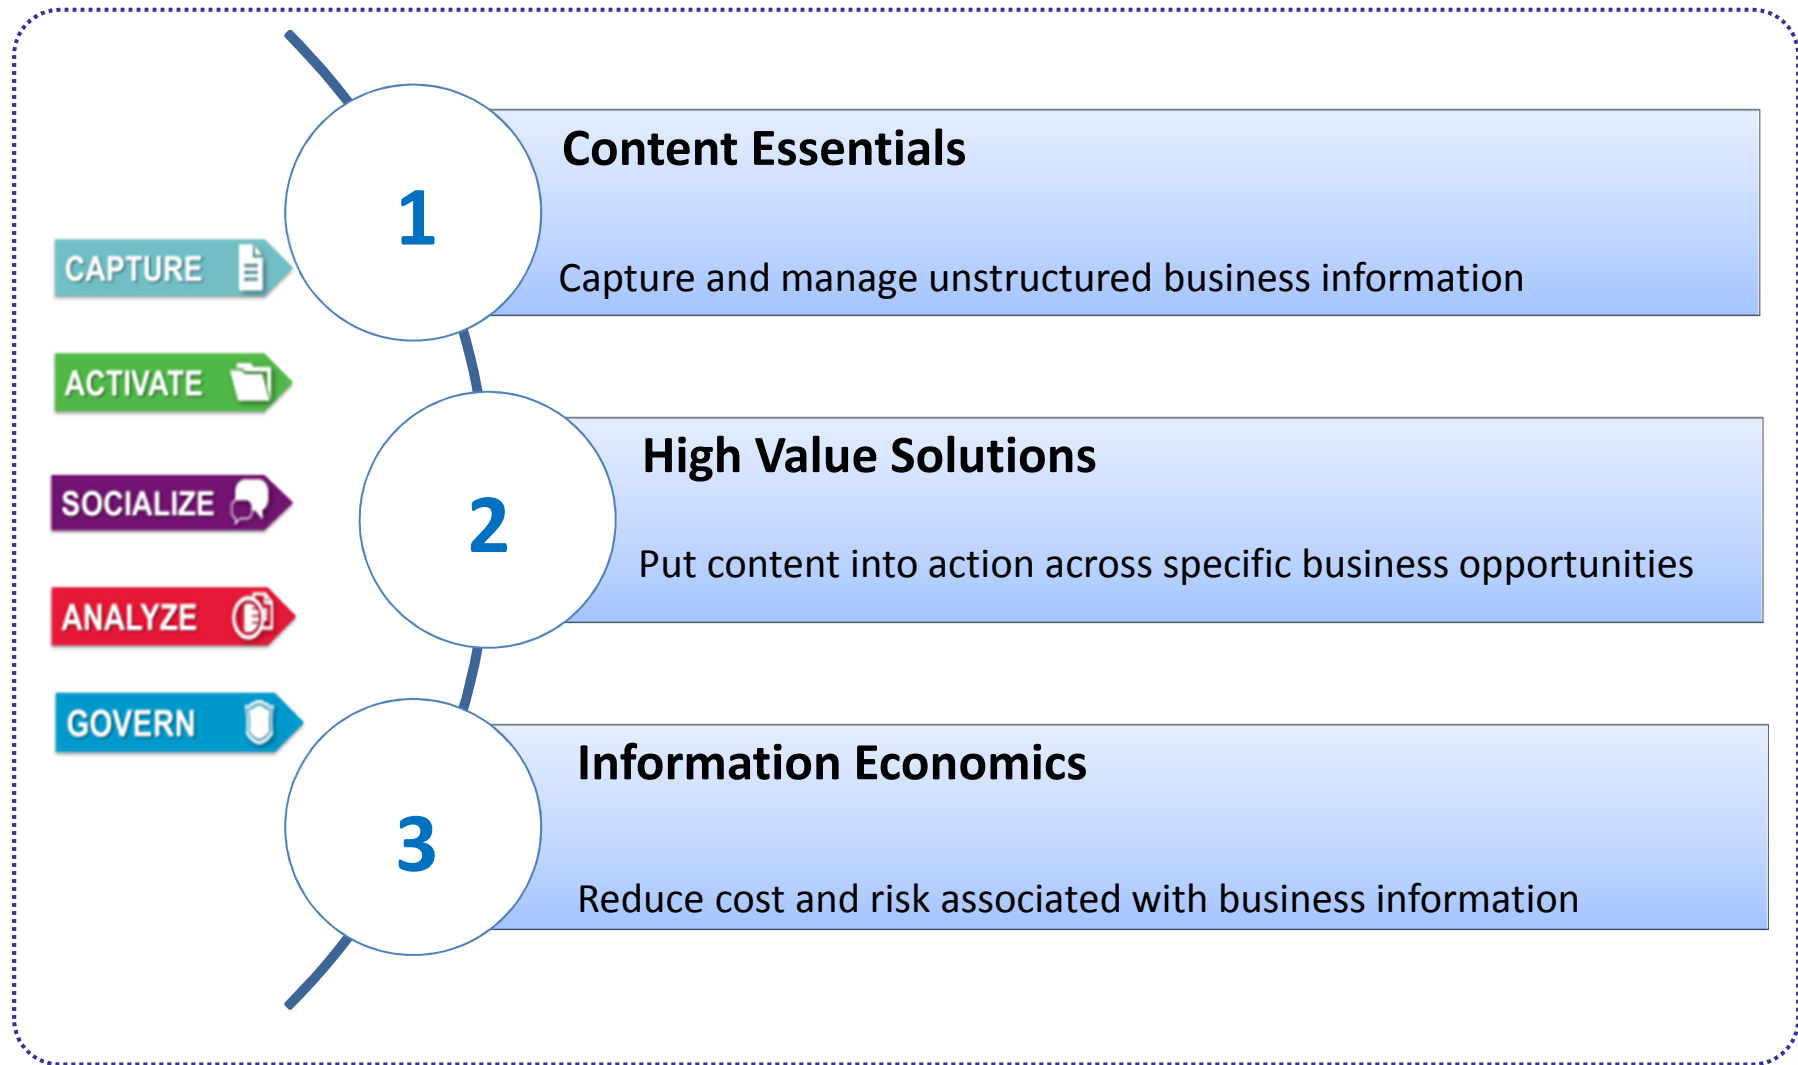 CAPTURE
ACTIVATE
SOCIALIZE
ANALYZE
GOVERN
1
Content Essentials
Capture and manage unstructured business information
2
High Value Solutions
Put content into action across specific business opportunities
3
Information Economics
Reduce cost and risk associated with business information